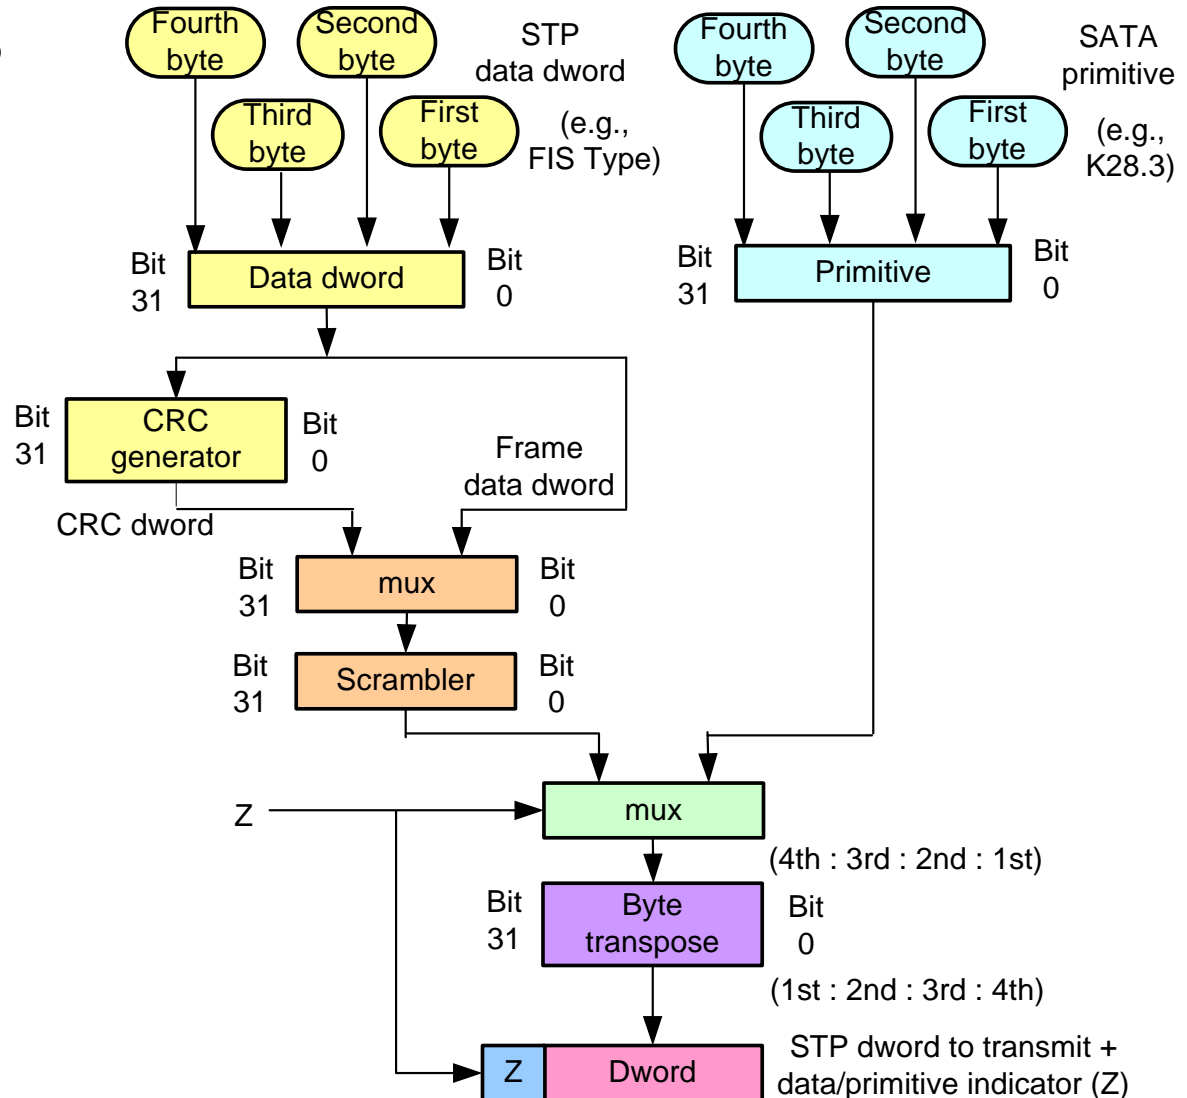 Fourth
byte
Second
byte
STP
data dword
Third
byte
First
byte
(e.g.,
FIS Type)
Fourth
byte
Second
byte
SATA
primitive
Third
byte
First
byte
(e.g.,
K28.3)
Bit
31
Data dword
Bit
0
Bit
31
Primitive
Bit
0
Bit
31
CRC
generator
Bit
0
Frame
data dword
CRC dword
Bit
31
mux
Bit
0
Bit
31
Scrambler
Bit
0
Z
mux
(4th : 3rd : 2nd : 1st)
Bit
31
Byte
transpose
Bit
0
(1st : 2nd : 3rd : 4th)
Z
Dword
STP dword to transmit +
data/primitive indicator (Z)